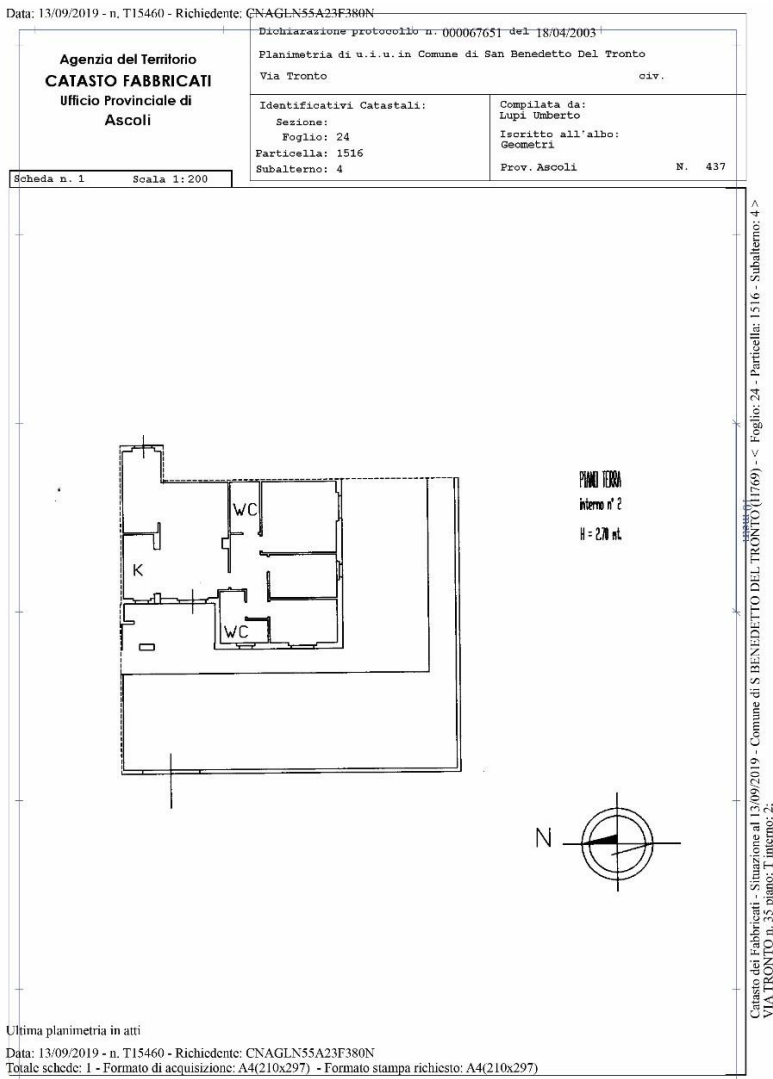 Data: 13/09/2019 - n. T15460 - Richiedente: CNAGLN55A23F380N
Agenzia del Territorio
CATASTO FABBRICATI
Ufficio Provinciale di
Ascoli
Dichiarazione protocollo n. 000067651 del 18/04/2003
Planimetria di u.i.u. in Comune di San Benedetto Del Tronto
Via Tronto civ.
Identificativi Catastali:
Sezione:
Foglio: 24
Particella: 1516
Subalterno: 4
Compilata da:
Lupi Umberto
Iscritto all'albo:
Geometri
Prov. Ascoli N. 437
Scheda n. 1 Scala 1:200
PIANO TERRA
interno n° 2
H = 2,70 mt.
WC
K
WC
N
10 metri
Catasto dei Fabbricati - Situazione al 13/09/2019 - Comune di S BENEDETTO DEL TRONTO (H769) - < Foglio: 24 - Particella: 1516 - Subalterno: 4 >
VIA TRONTO n. 35 piano: T interno: 2;
Ultima planimetria in atti
Data: 13/09/2019 - n. T15460 - Richiedente: CNAGLN55A23F380N
Totale schede: 1 - Formato di acquisizione: A4(210x297) - Formato stampa richiesto: A4(210x297)